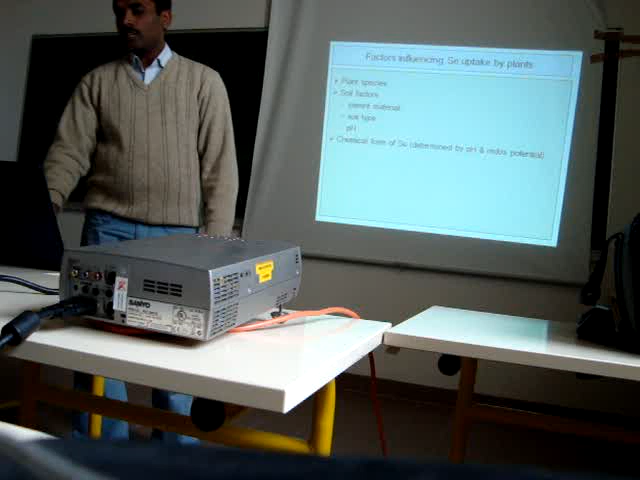 Factors influencing Se uptake by plants
Plant species
Soil factors
- parent material
- soil type
pH
Chemical form of Se (determined by pH & redox potential)
SANYO